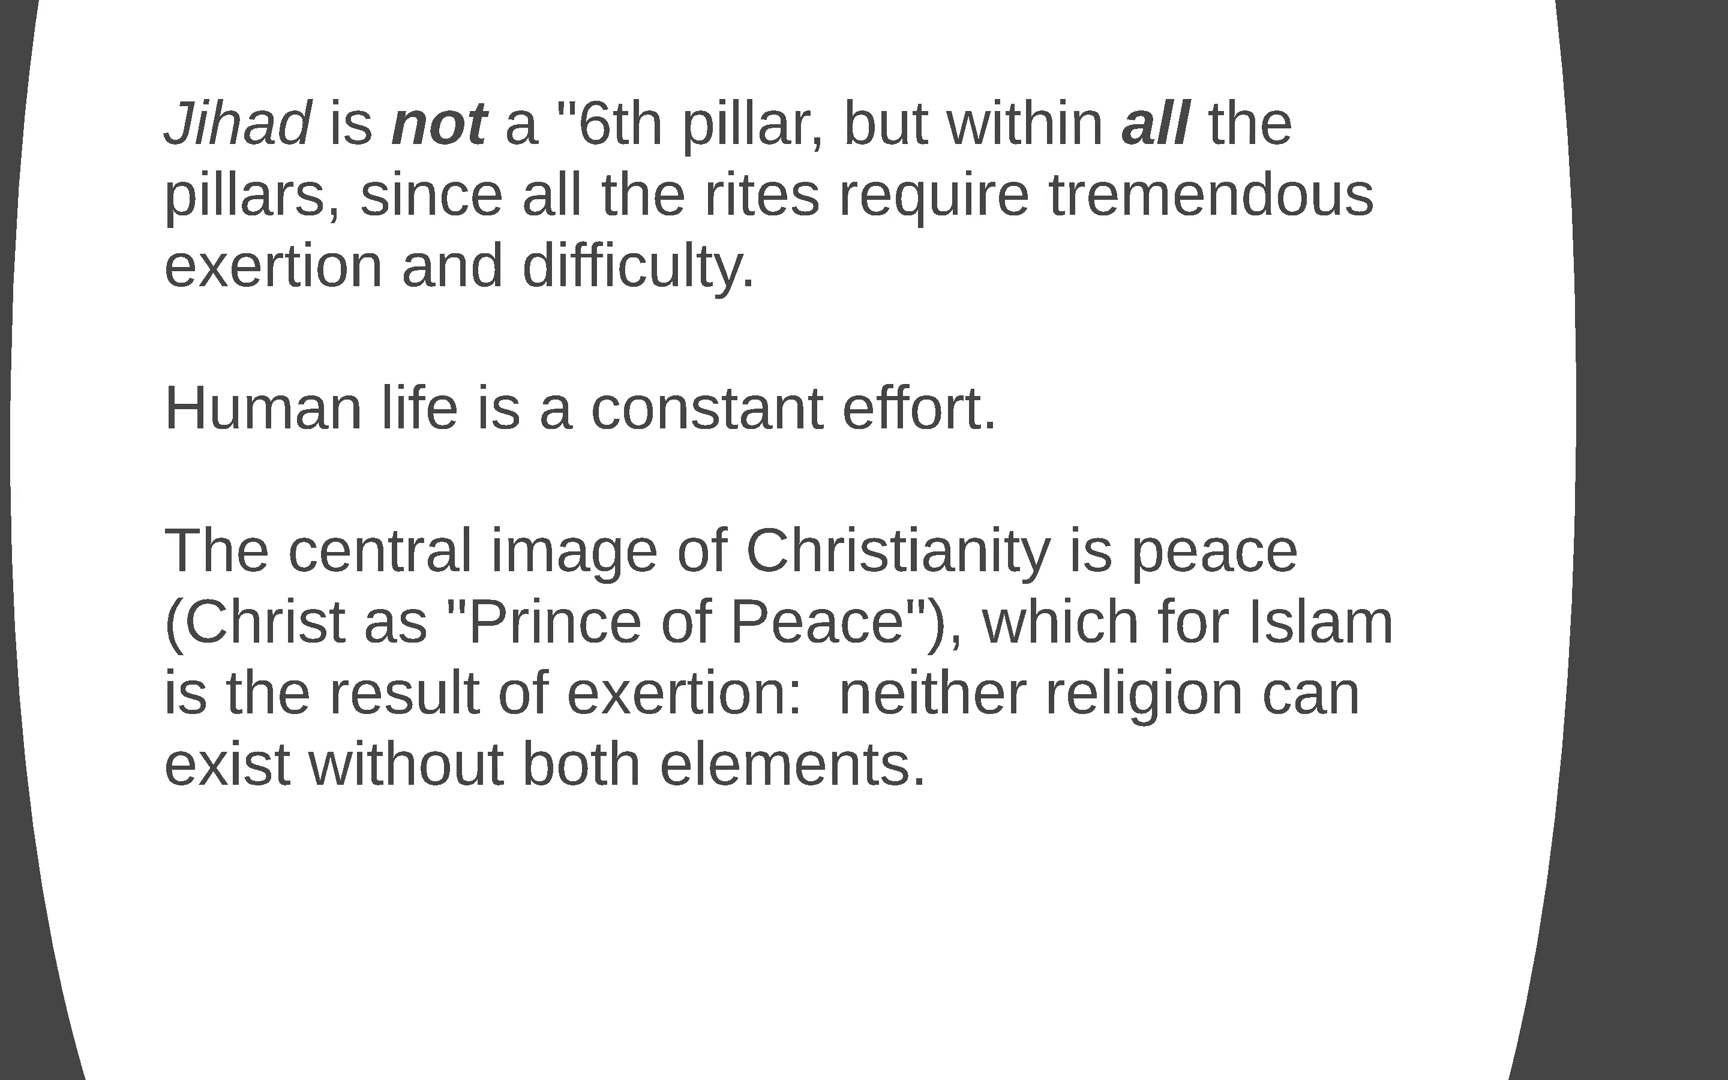 Jihad is not a "6th pillar, but within all the
pillars, since all the rites require tremendous
exertion and difficulty.
Human life is a constant effort.
The central image of Christianity is peace
(Christ as "Prince of Peace"), which for Islam
is the result of exertion:  neither religion can
exist without both elements.